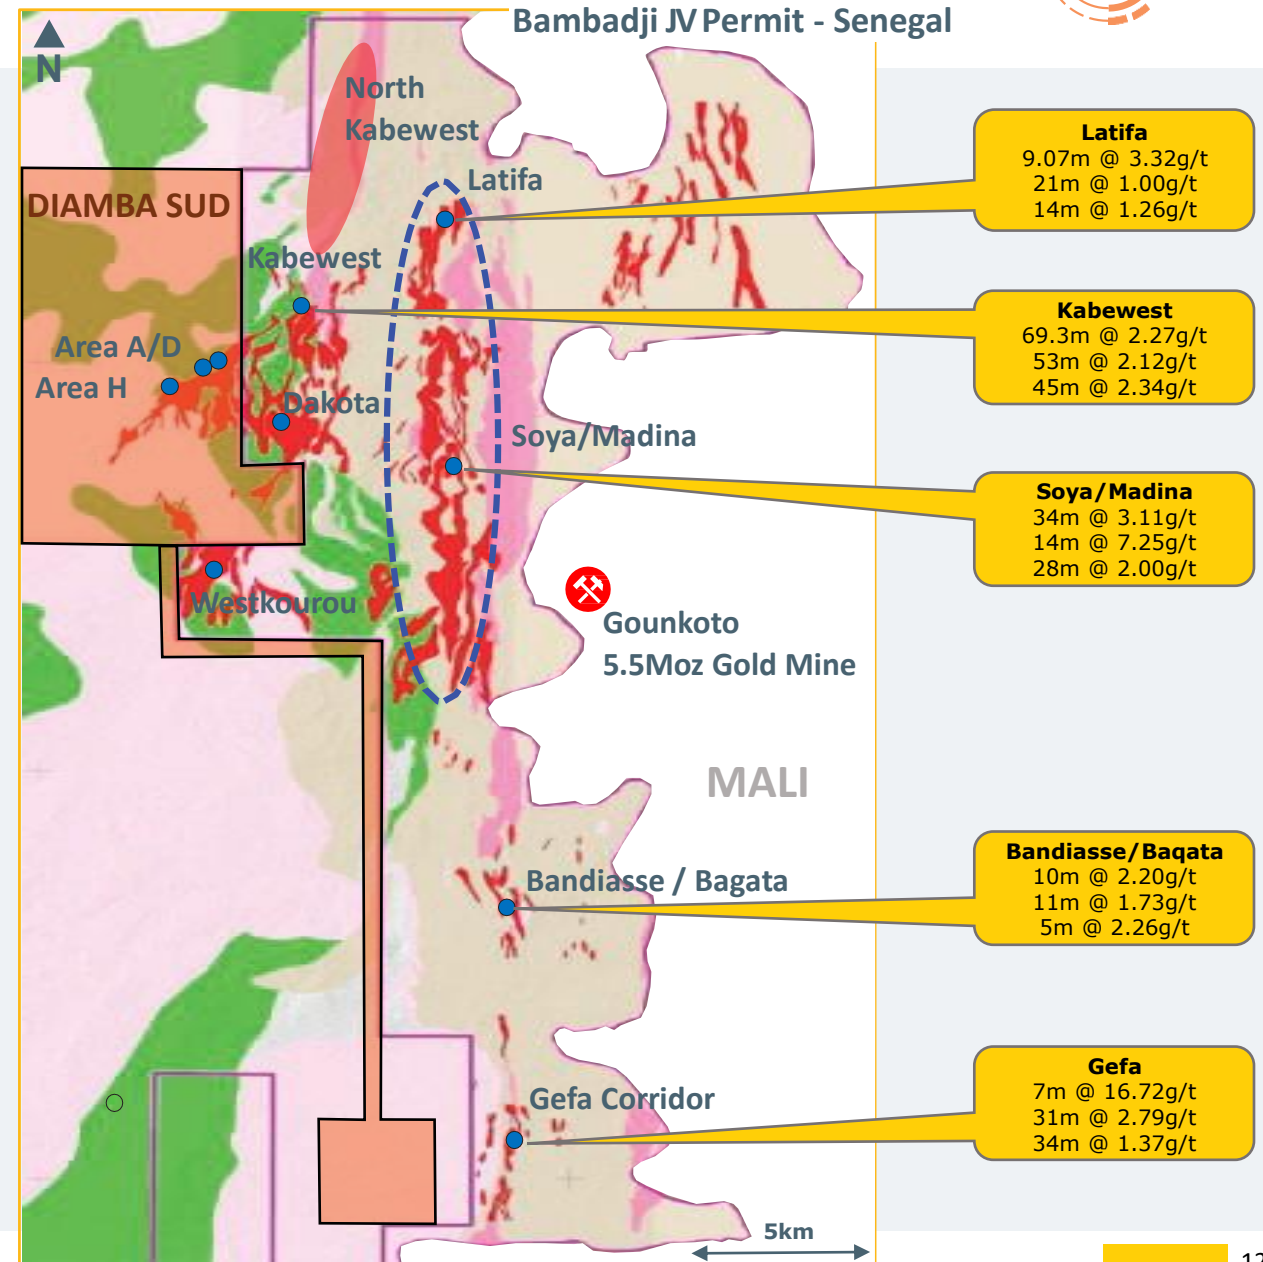 Bambadji JV Permit - Senegal
N
North
Kabewest
Latifa
DIAMBA SUD
Kabewest
Area A/D
Area H
Dakota
Soya/Madina
Westkourou
Gounkoto
5.5Moz Gold Mine
MALI
Bandiasse / Bagata
Gefa Corridor
5km
Latifa
9.07m @ 3.32g/t
21m @ 1.00g/t
14m @ 1.26g/t
Kabewest
69.3m @ 2.27g/t
53m @ 2.12g/t
45m @ 2.34g/t
Soya/Madina
34m @ 3.11g/t
14m @ 7.25g/t
28m @ 2.00g/t
Bandiasse/Baqata
10m @ 2.20g/t
11m @ 1.73g/t
5m @ 2.26g/t
Gefa
7m @ 16.72g/t
31m @ 2.79g/t
34m @ 1.37g/t
12